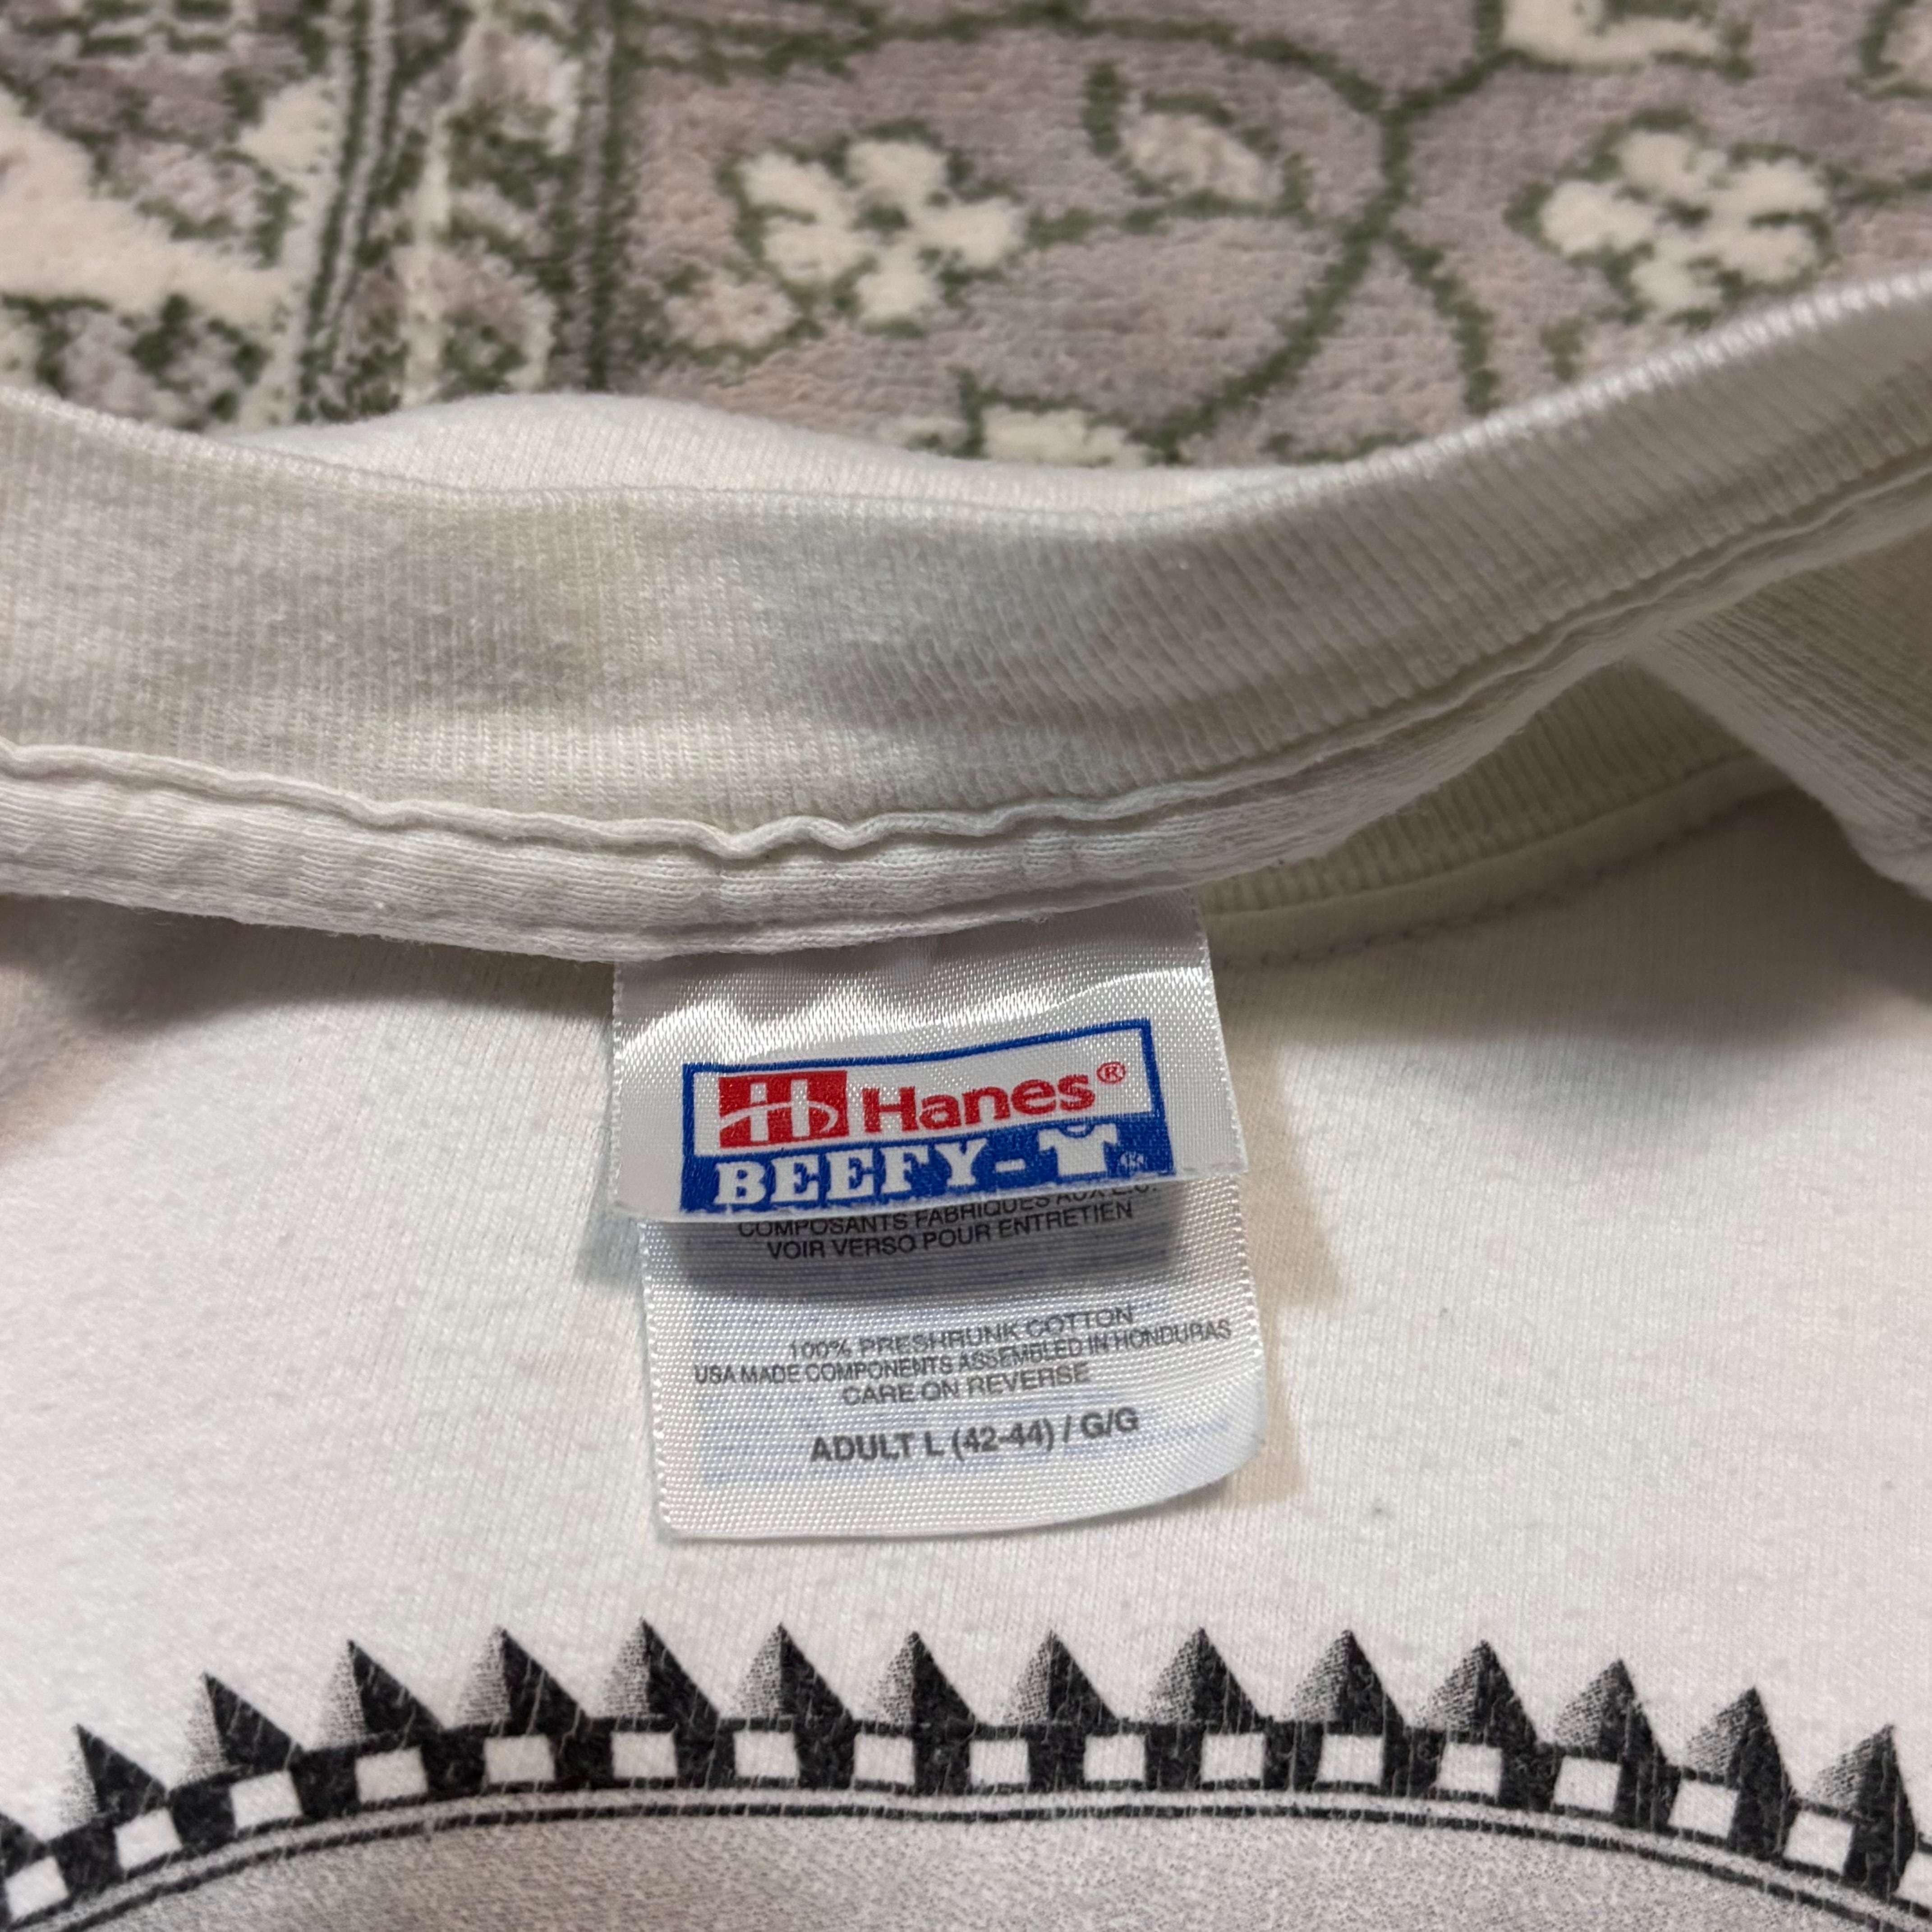 Hanes®
BEEFY-T®
COMPOSANTS FABRIQUÉS AUX E.U.
VOIR VERSO POUR ENTRETIEN
100% PRESHRUNK COTTON
USA MADE COMPONENTS ASSEMBLED IN HONDURAS
CARE ON REVERSE
ADULT L (42-44) / G/G